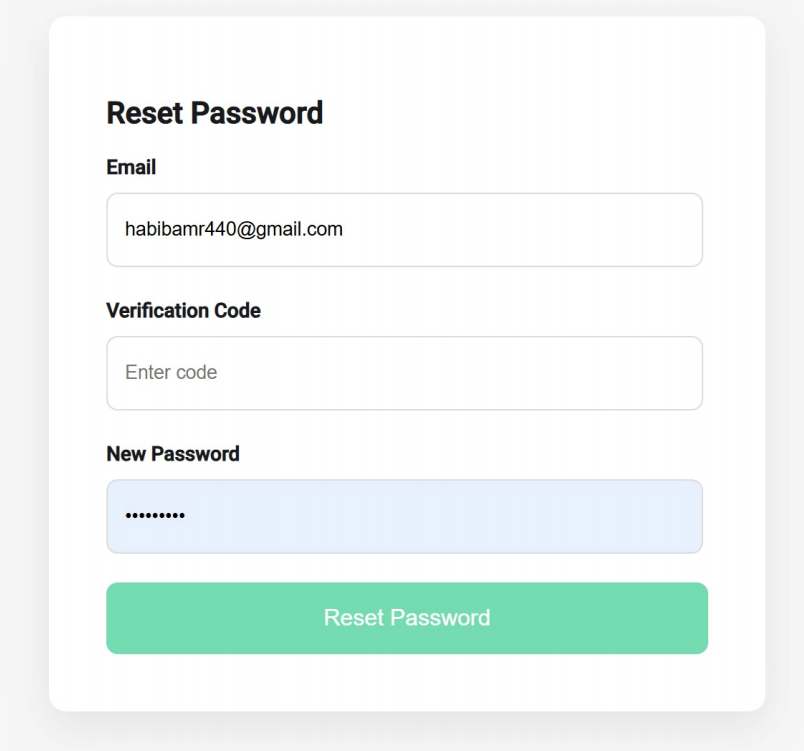 Reset Password
Email
habibamr440@gmail.com
Verification Code
Enter code
New Password
•••••••••
Reset Password